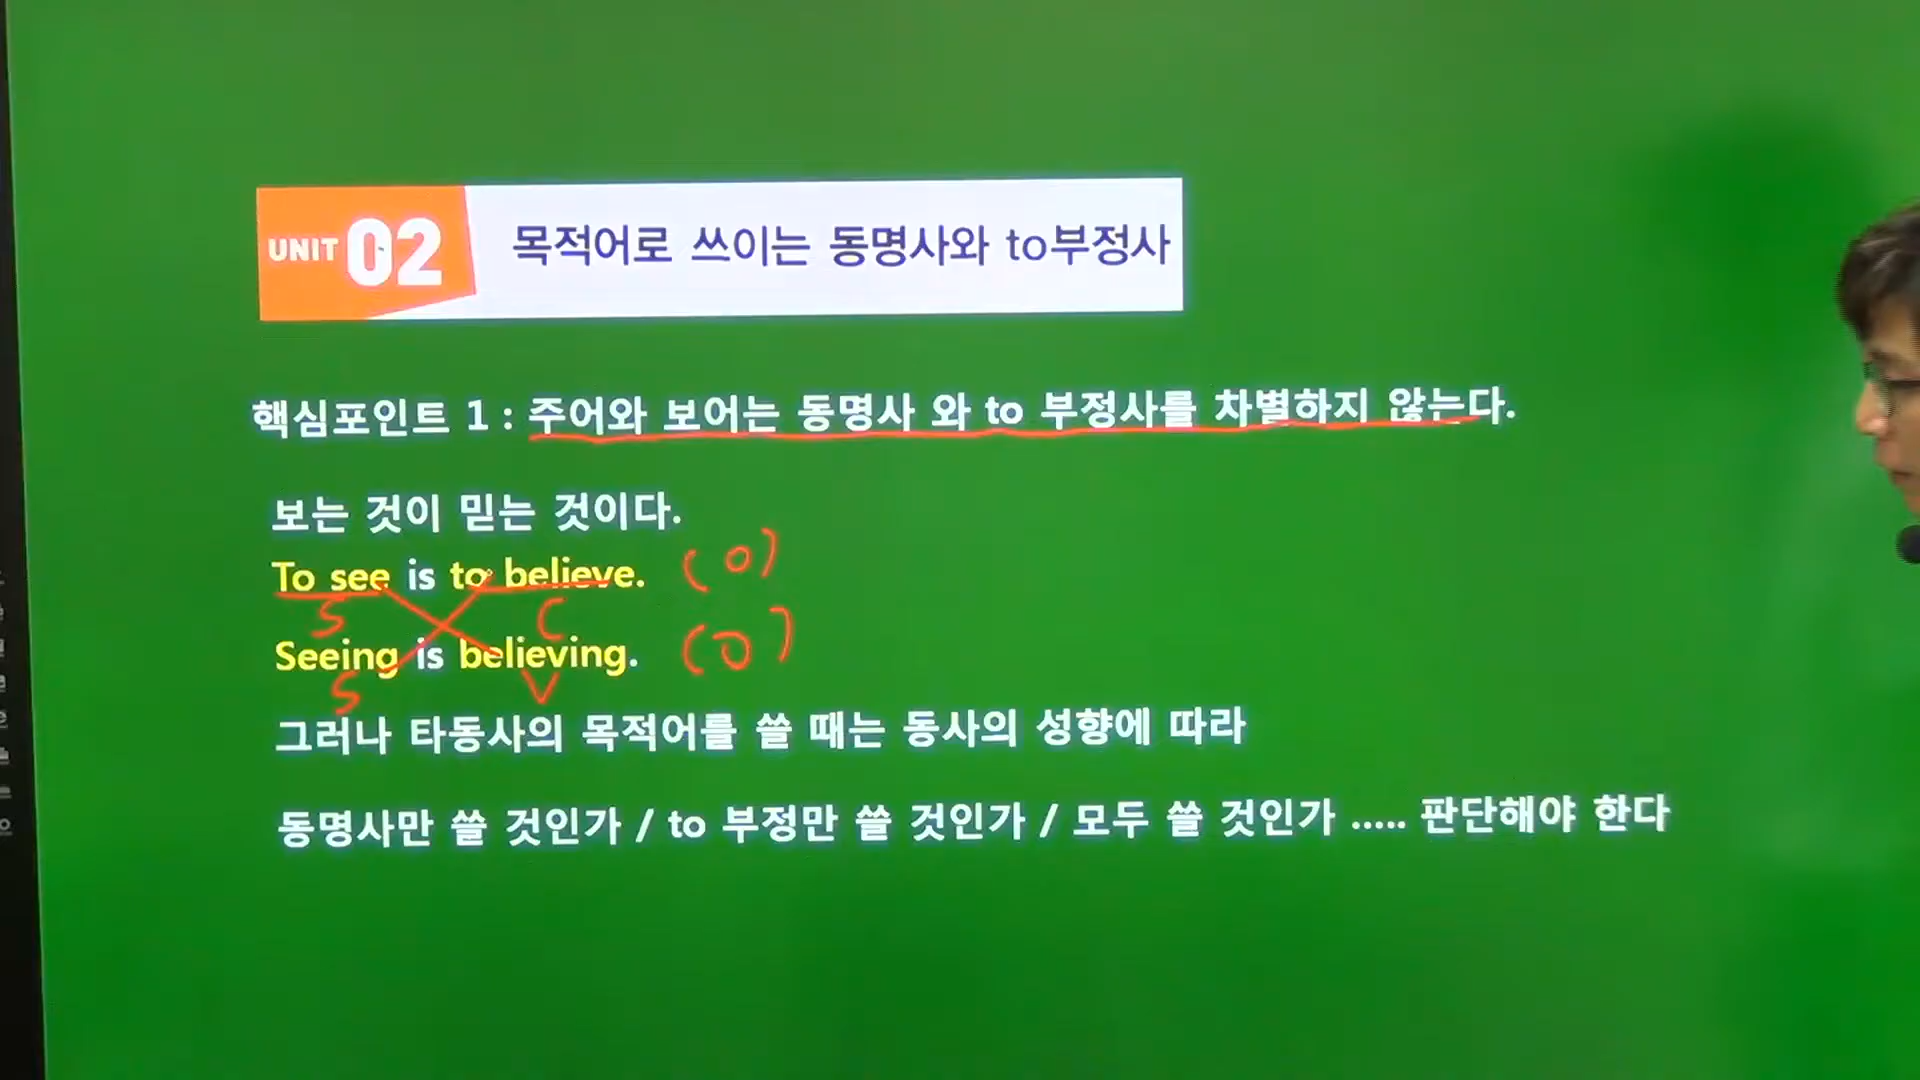 UNIT 02 목적어로 쓰이는 동명사와 to부정사
핵심포인트 1 : 주어와 보어는 동명사 와 to 부정사를 차별하지 않는다.
보는 것이 믿는 것이다.
To see is to believe. (O)
S C
Seeing is believing. (O)
S V
그러나 타동사의 목적어를 쓸 때는 동사의 성향에 따라
동명사만 쓸 것인가 / to 부정만 쓸 것인가 / 모두 쓸 것인가 ..... 판단해야 한다